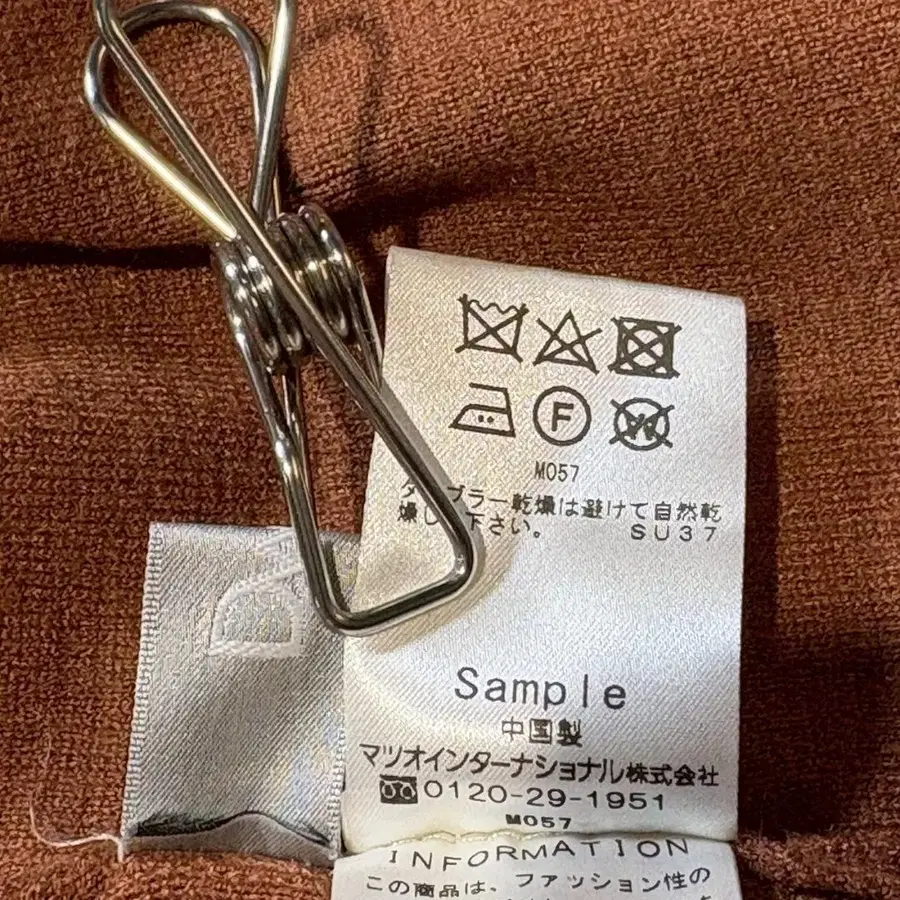 F
W
M057
タンブラー乾燥は避けて自然乾
燥し 下さい。 SU37
Sample
中国製
マツオインターナショナル株式会社
0120-29-1951
M057
INFORMATION
この商品は、ファッション性の